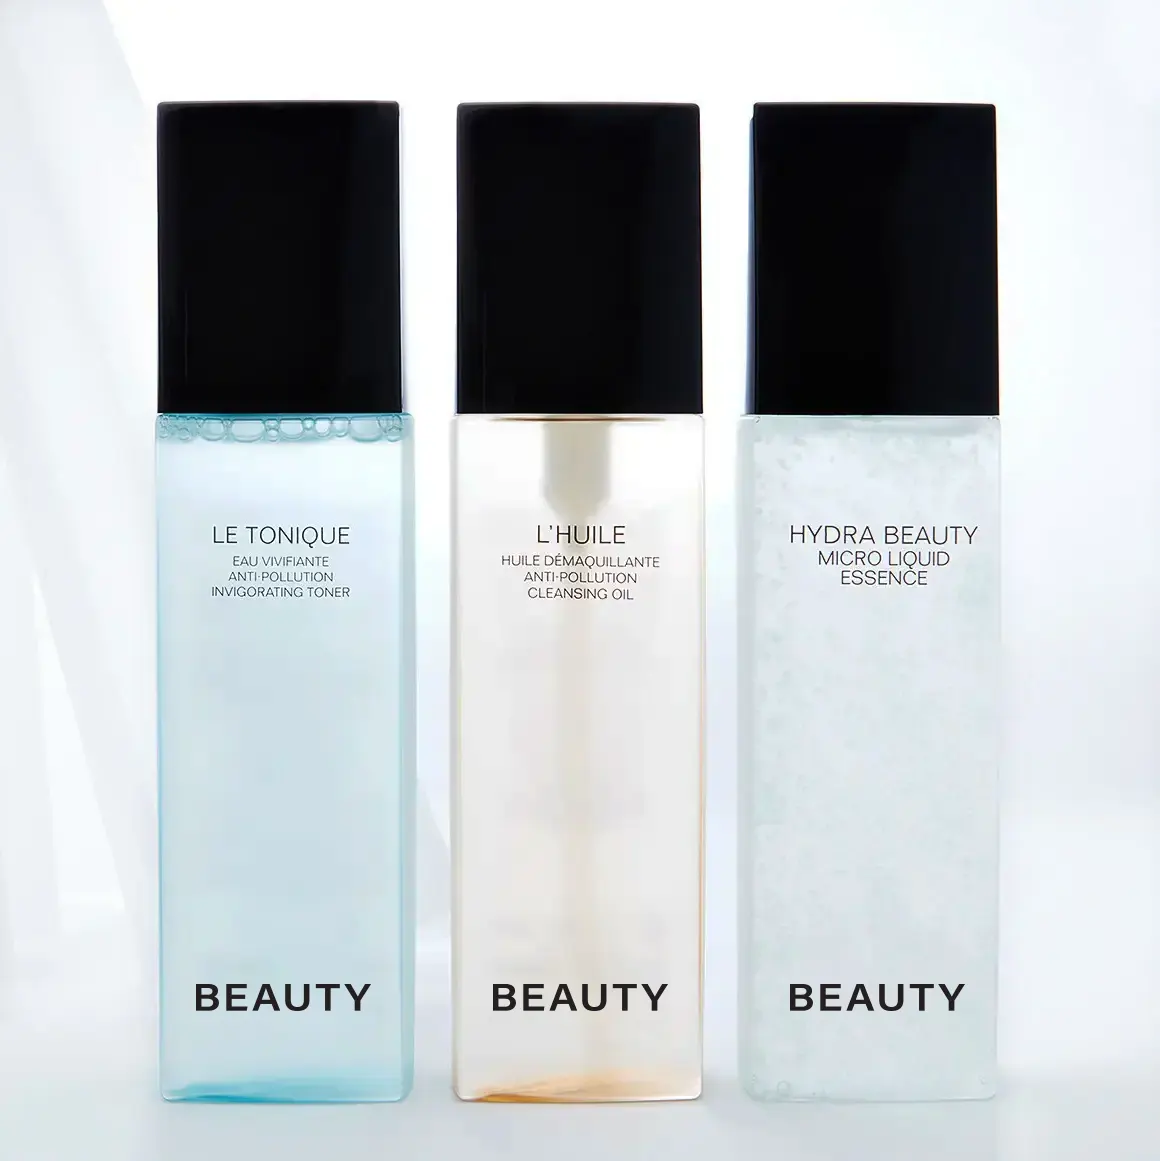 LE TONIQUE
EAU VIVIFIANTE
ANTI-POLLUTION
INVIGORATING TONER
BEAUTY
L'HUILE
HUILE DÉMAQUILLANTE
ANTI-POLLUTION
CLEANSING OIL
BEAUTY
HYDRA BEAUTY
MICRO LIQUID
ESSENCE
BEAUTY